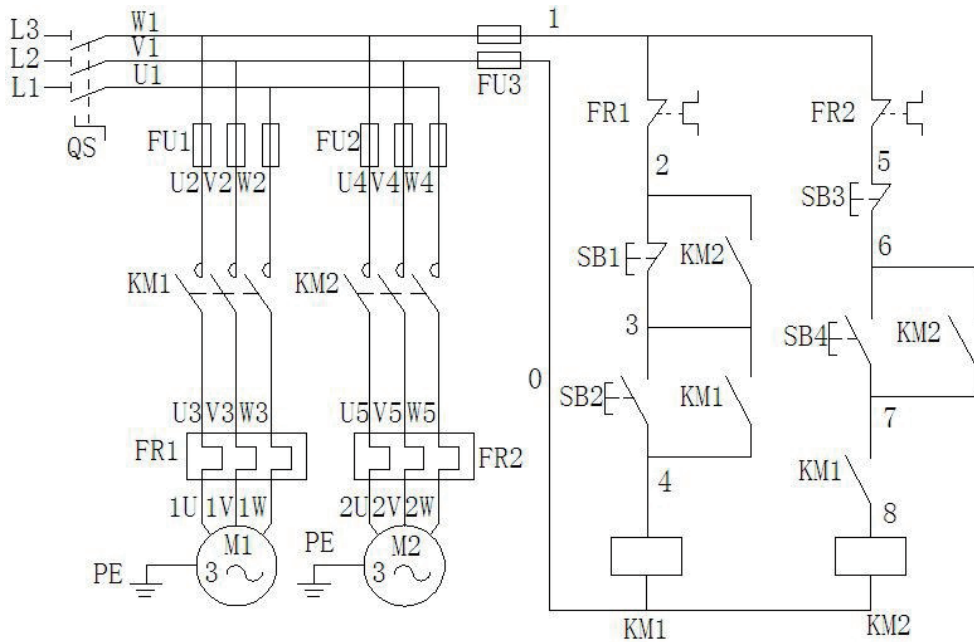 L3 W1 1
L2 V1
L1 U1
FU3
QS FU1 FU2 FR1 FR2
U2 V2 W2 U4 V4 W4 2 5
SB3
SB1 KM2 6
KM1 KM2
3 SB4 KM2
0
SB2 KM1
U3 V3 W3 U5 V5 W5 7
FR1 FR2 4 KM1
1U 1V 1W 2U 2V 2W 8
PE M1 PE M2
3 3
KM1 KM2